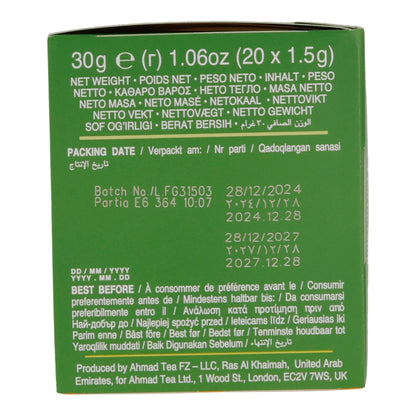 30g ℮ (r) 1.06oz (20 x 1.5g)
NET WEIGHT • POIDS NET • PESO NETO • INHALT • PESO
NETTO • ΚΑΘΑΡΟ ΒΑΡΟΣ • НЕТО ТЕГЛО • MASA NETTO
NETO MASA • NETO MASĖ • NETOKAAL • NETTOVIKT
NETTO VEKT • NETTOVÆGT • NETTO GEWICHT
SOF OG'IRLIGI • BERAT BERSIH • الوزن الصافي ٣٠ غرام
PACKING DATE / Verpackt am: / Nr parti / Qadoqlangan sanasi
تاريخ الإنتاج /
Batch No./L.FG31503 28/12/2024
Partia E6 364 10:07 ٢٠٢٤/١٢/٢٨
2024.12.28
28/12/2027
٢٠٢٧/١٢/٢٨
2027.12.28
DD / MM / YYYY
YYYY . MM . DD
BEST BEFORE / À consommer de préférence avant le / Consumir
preferentemente antes del / Mindestens haltbar bis: / Da consumarsi
preferibilmente entro il / Ανάλωση κατά προτίμηση πριν από
Най-добър до / Najlepiej spożyć przed / Ieteicams līdz / Geriausias iki
Parim enne / Bäst före / Best før / Bedst før / Tenminste houdbaar tot
Yaroqlilik muddati / Baik Digunakan Sebelum / تاريخ الإنتهاء
Produced by Ahmad Tea FZ – LLC, Ras Al Khaimah, United Arab
Emirates, for Ahmad Tea Ltd., 1 Wood St., London, EC2V 7WS, UK